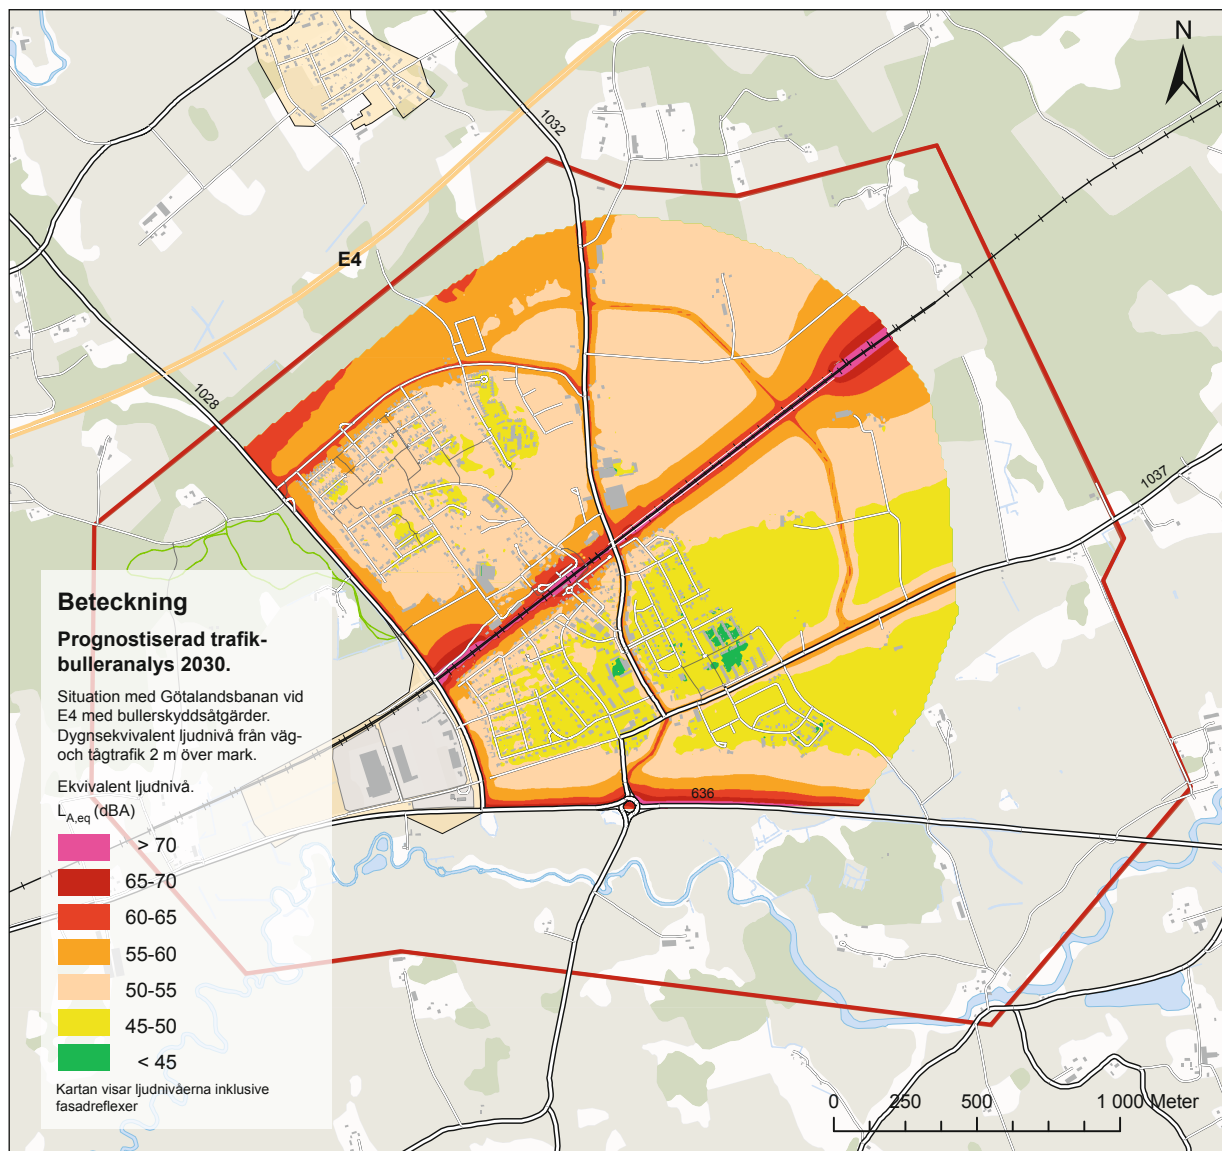 N
1032
E4
1028
1037
636
Beteckning
Prognostiserad trafik-
bulleranalys 2030.
Situation med Götalandsbanan vid
E4 med bullerskyddsåtgärder.
Dygnsekvivalent ljudnivå från väg-
och tågtrafik 2 m över mark.
Ekvivalent ljudnivå.
LA,eq (dBA)
> 70
65-70
60-65
55-60
50-55
45-50
< 45
Kartan visar ljudnivåerna inklusive
fasadreflexer
0 250 500 1 000 Meter